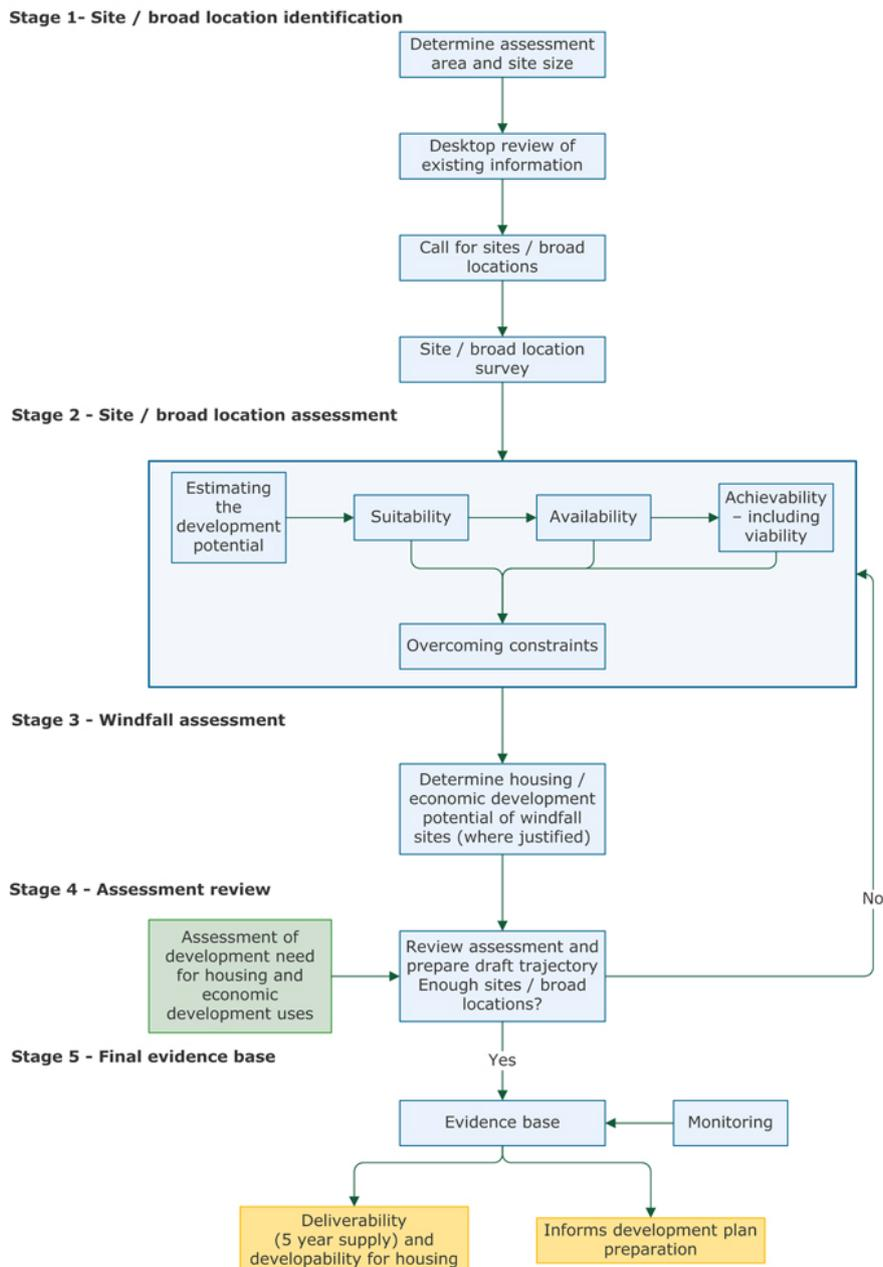 Stage 1- Site / broad location identification
Determine assessment
area and site size
Desktop review of
existing information
Call for sites / broad
locations
Site / broad location
survey
Stage 2 - Site / broad location assessment
Estimating
the
development
potential
Suitability
Availability
Achievability
– including
viability
Overcoming constraints
Stage 3 - Windfall assessment
Determine housing /
economic development
potential of windfall
sites (where justified)
Stage 4 - Assessment review
No
Assessment of
development need
for housing and
economic
development uses
Review assessment and
prepare draft trajectory
Enough sites / broad
locations?
Stage 5 - Final evidence base
Yes
Evidence base
Monitoring
Deliverability
(5 year supply) and
developability for housing
Informs development plan
preparation